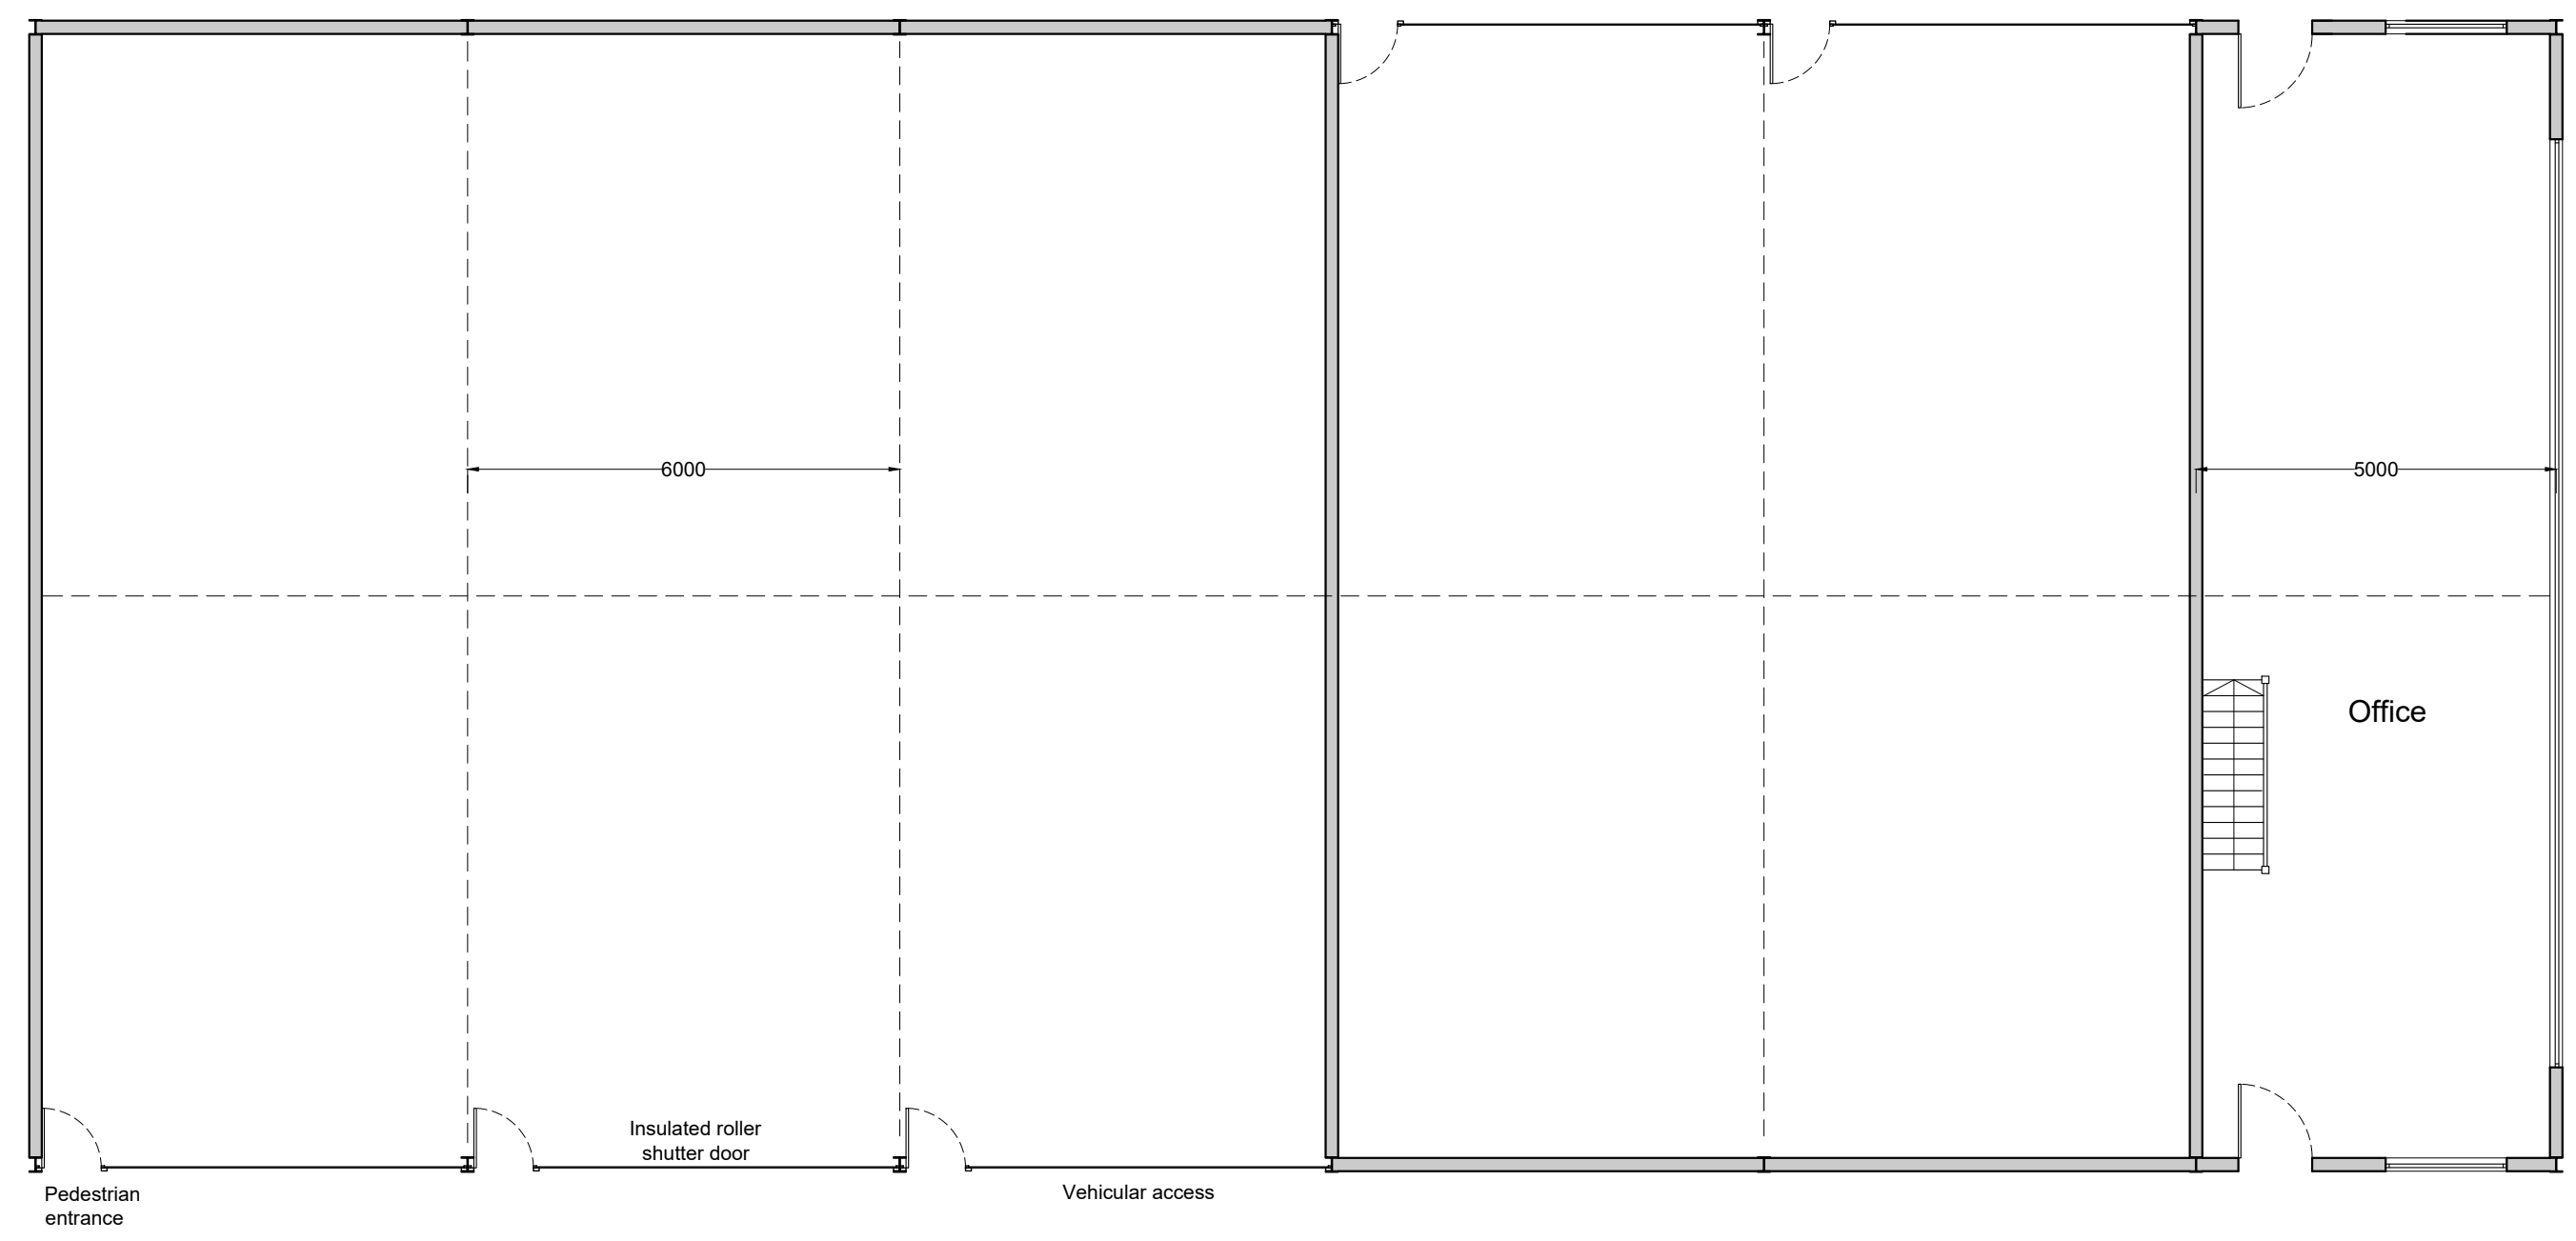 6000
5000
Office
Insulated roller
shutter door
Pedestrian
entrance
Vehicular access